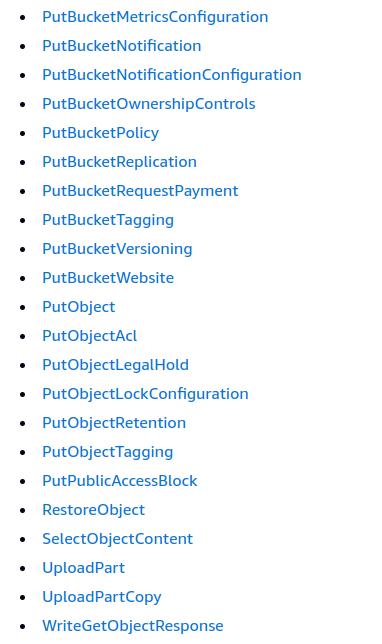 PutBucketMetricsConfiguration
PutBucketNotification
PutBucketNotificationConfiguration
PutBucketOwnershipControls
PutBucketPolicy
PutBucketReplication
PutBucketRequestPayment
PutBucketTagging
PutBucketVersioning
PutBucketWebsite
PutObject
PutObjectAcl
PutObjectLegalHold
PutObjectLockConfiguration
PutObjectRetention
PutObjectTagging
PutPublicAccessBlock
RestoreObject
SelectObjectContent
UploadPart
UploadPartCopy
WriteGetObjectResponse